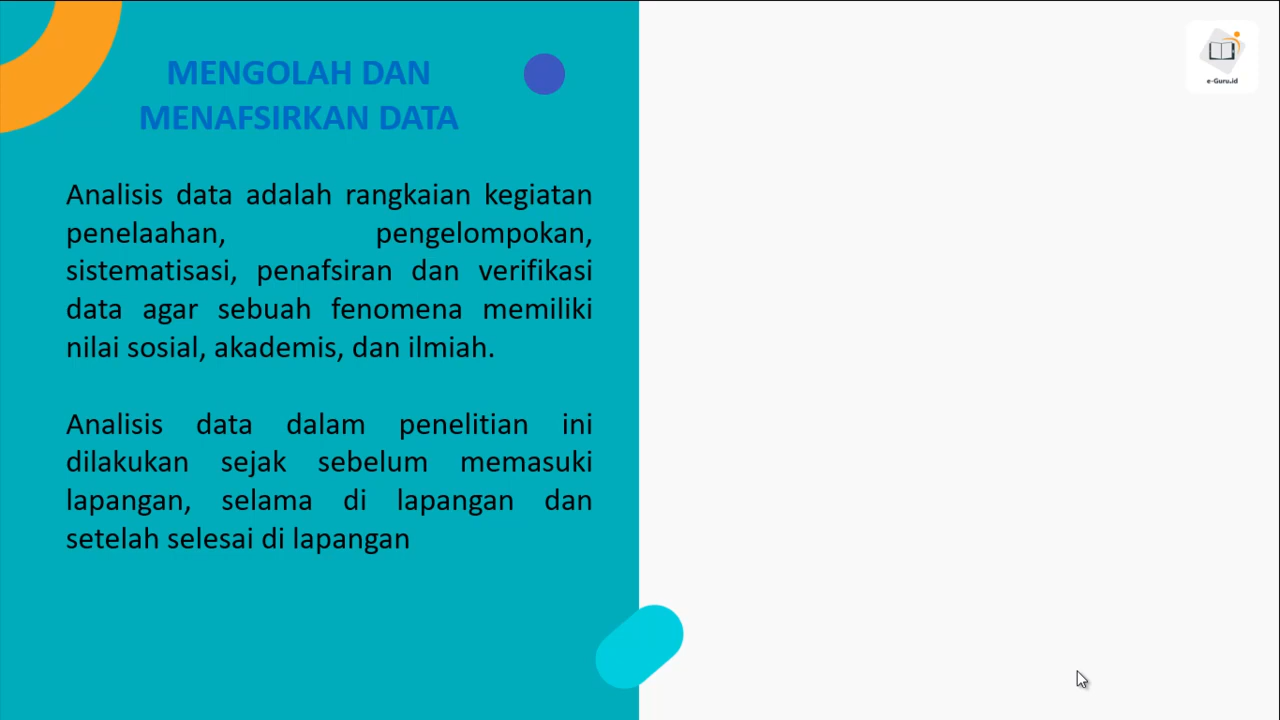 MENGOLAH DAN
MENAFSIRKAN DATA
Analisis data adalah rangkaian kegiatan
penelaahan, pengelompokan,
sistematisasi, penafsiran dan verifikasi
data agar sebuah fenomena memiliki
nilai sosial, akademis, dan ilmiah.
Analisis data dalam penelitian ini
dilakukan sejak sebelum memasuki
lapangan, selama di lapangan dan
setelah selesai di lapangan
e-Guru.id